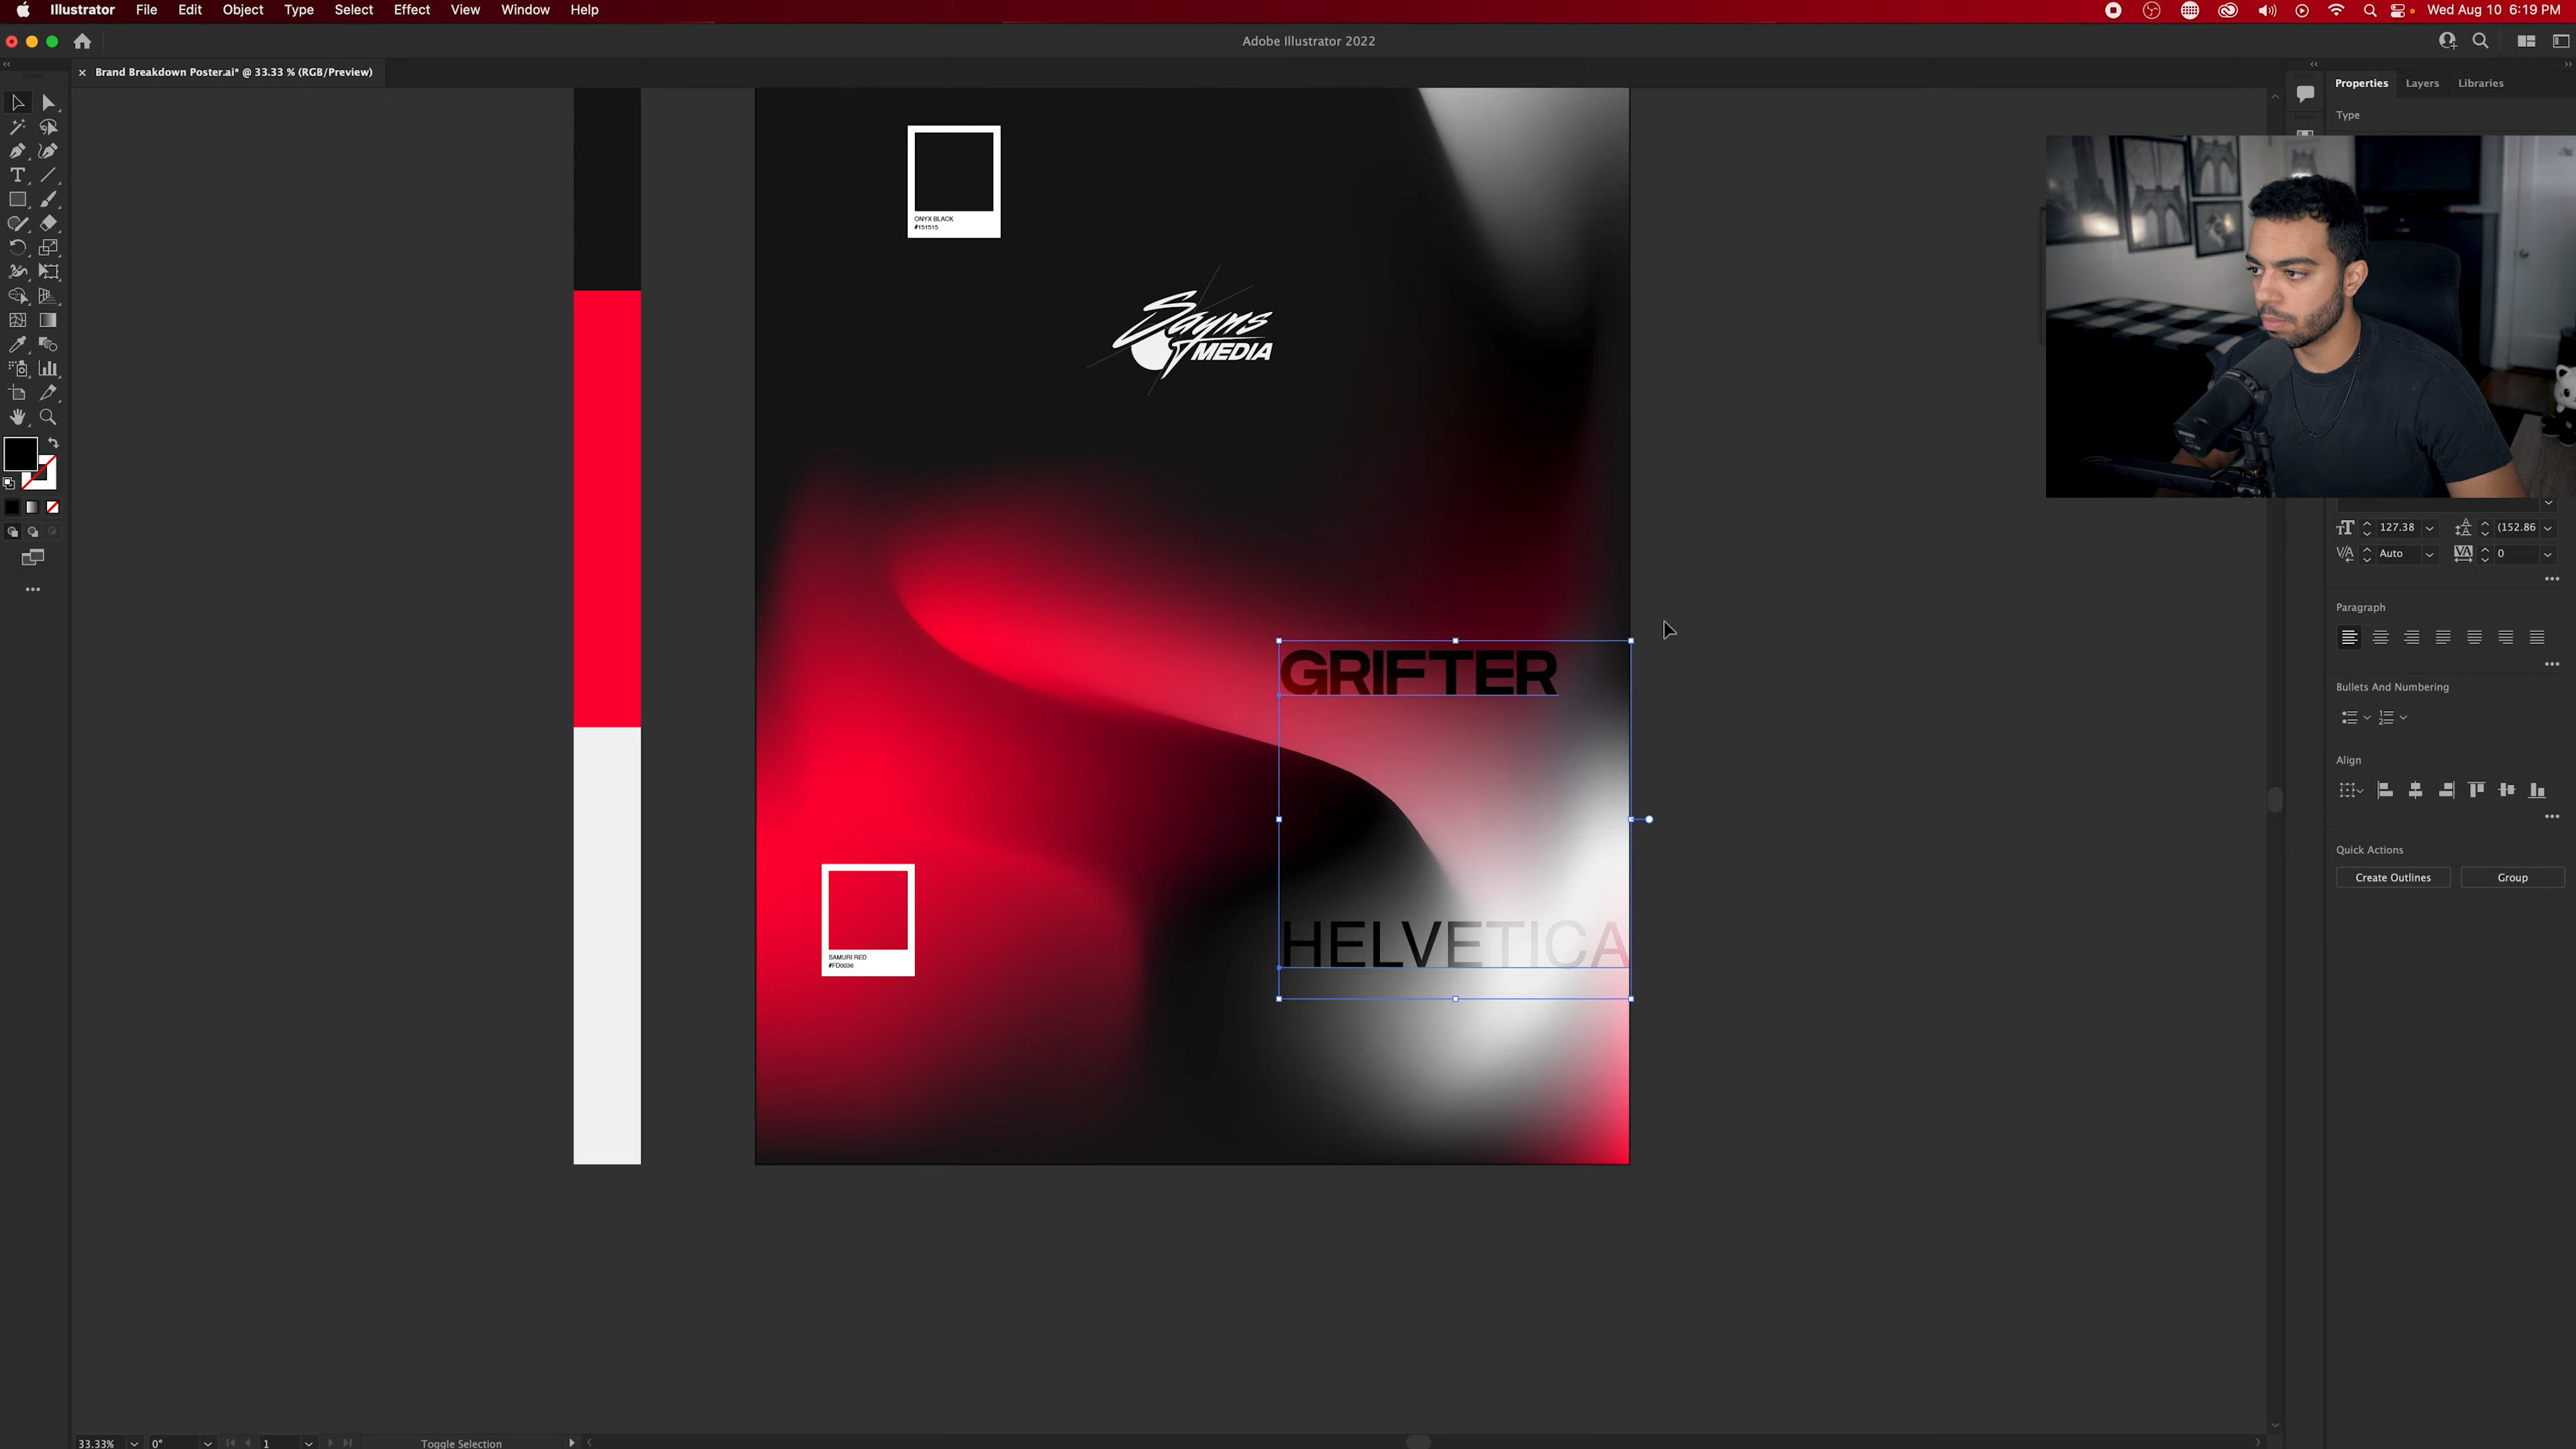 Illustrator File Edit Object Type Select Effect View Window Help Wed Aug 10 6:19 PM
Adobe Illustrator 2022
Brand Breakdown Poster.ai* @ 33.33 % (RGB/Preview)
Properties Layers Libraries
Type
ONYX BLACK
#151515
Sayns
MEDIA
127.38 (152.86
Auto 0
Paragraph
GRIFTER
Bullets And Numbering
Align
Quick Actions
Create Outlines Group
HELVETICA
SAMURI RED
#FD0036
33.33% 0° 1 Toggle Selection